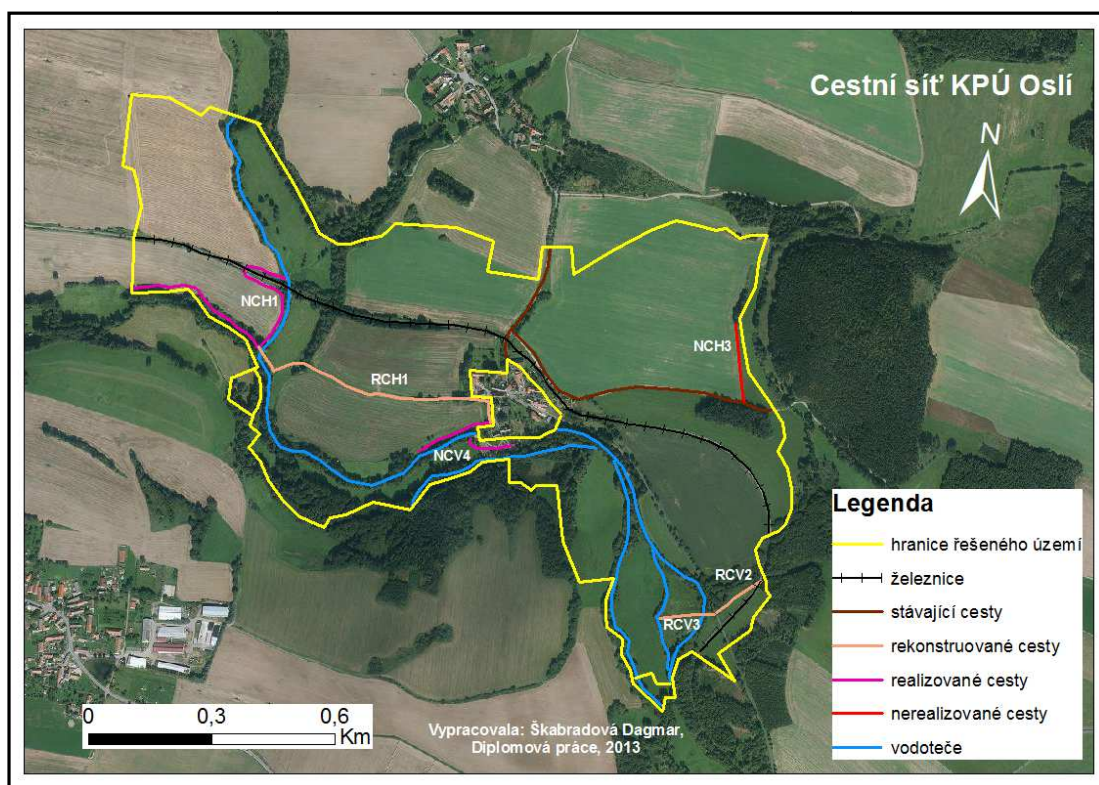 Cestní síť KPÚ Oslí
N
NCH1
NCH3
RCH1
NCV4
RCV2
RCV3
Legenda
hranice řešeného území
železnice
stávající cesty
rekonstruované cesty
realizované cesty
nerealizované cesty
vodoteče
0 0,3 0,6
Km
Vypracovala: Škabradová Dagmar,
Diplomová práce, 2013